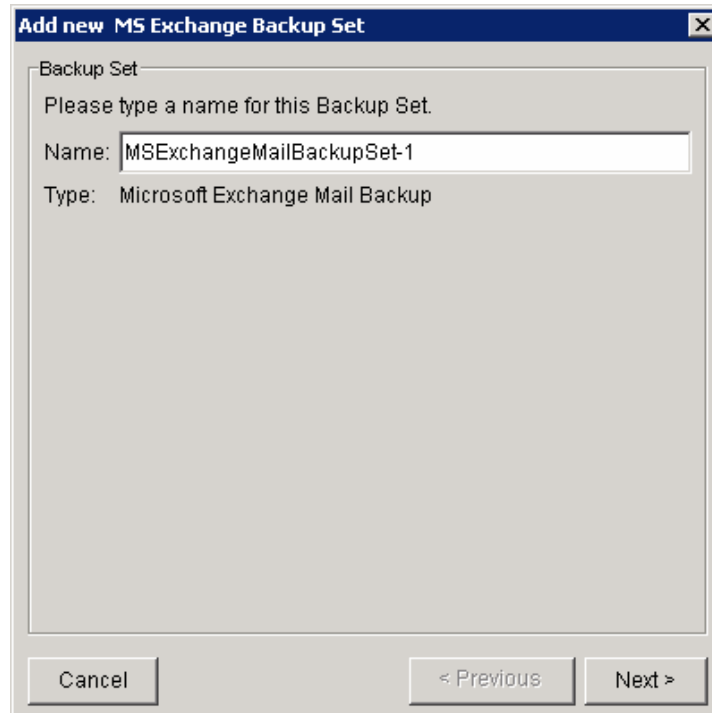 Add new MS Exchange Backup Set
Backup Set
Please type a name for this Backup Set.
Name: MSExchangeMailBackupSet-1
Type: Microsoft Exchange Mail Backup
Cancel < Previous Next >